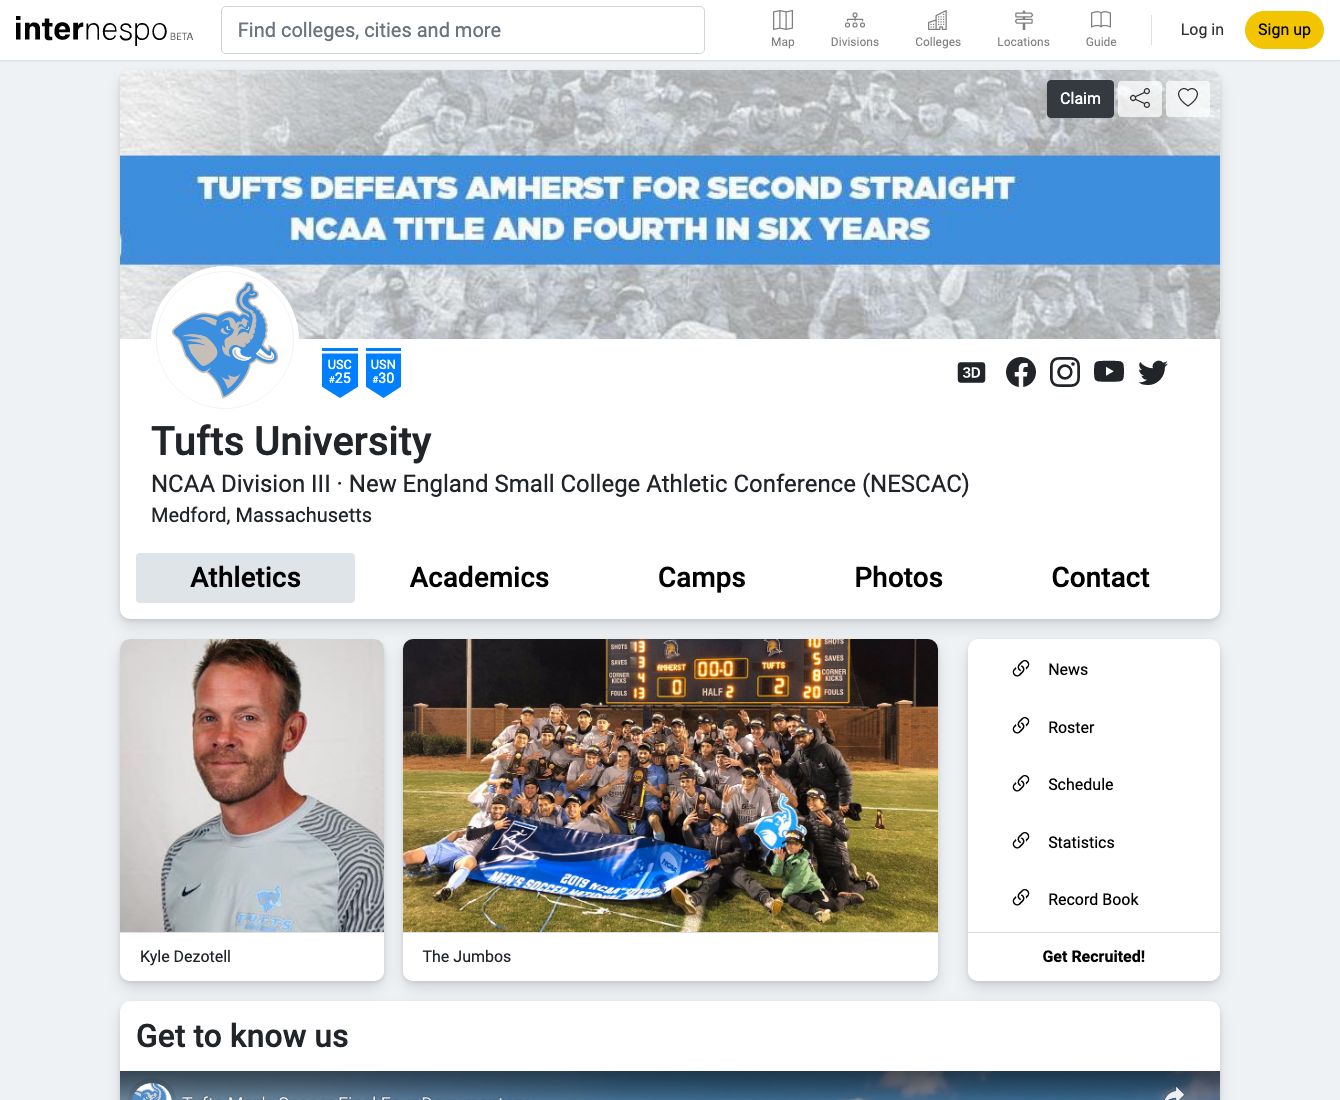 internespo BETA
Find colleges, cities and more
Map
Divisions
Colleges
Locations
Guide
Log in
Sign up
Claim
TUFTS DEFEATS AMHERST FOR SECOND STRAIGHT
NCAA TITLE AND FOURTH IN SIX YEARS
USC
#25
USN
#30
3D
Tufts University
NCAA Division III · New England Small College Athletic Conference (NESCAC)
Medford, Massachusetts
Athletics
Academics
Camps
Photos
Contact
SHOTS 13
SAVES 3
CORNER KICKS 4
FOULS 13
AMHERST
0
00:0
HALF 2
TUFTS
2
10 SHOTS
5 SAVES
8 CORNER KICKS
20 FOULS
NCAA
2019 NCAA
MEN'S SOCCER
TUFTS
Kyle Dezotell
The Jumbos
News
Roster
Schedule
Statistics
Record Book
Get Recruited!
Get to know us